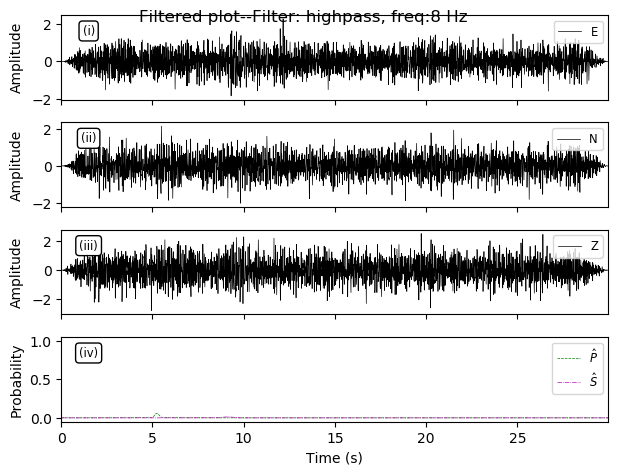 Filtered plot--Filter: highpass, freq:8 Hz
(i)
E
Amplitude
2
0
−2
(ii)
N
Amplitude
2
0
−2
(iii)
Z
Amplitude
2
0
−2
(iv)
P̂
Ŝ
Probability
1.0
0.5
0.0
0 5 10 15 20 25
Time (s)